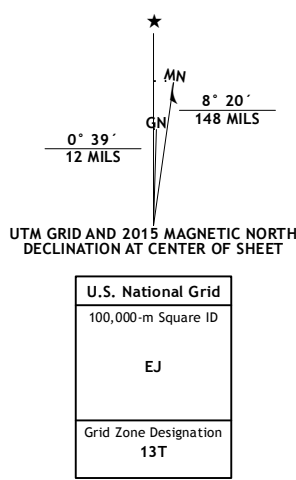 ★
MN
GN
8° 20´
148 MILS
0° 39´
12 MILS
UTM GRID AND 2015 MAGNETIC NORTH
DECLINATION AT CENTER OF SHEET
U.S. National Grid
100,000-m Square ID
EJ
Grid Zone Designation
13T